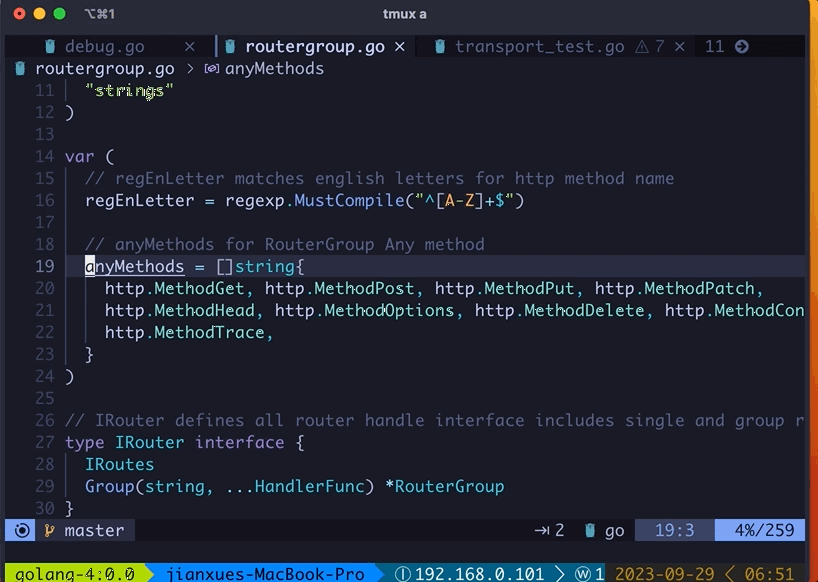 ⌥⌘1 tmux a
debug.go × routergroup.go × transport_test.go ⚠ 7 × 11
routergroup.go > anyMethods
11 "strings"
12 )
13
14 var (
15 // regEnLetter matches english letters for http method name
16 regEnLetter = regexp.MustCompile("^[A-Z]+$")
17
18 // anyMethods for RouterGroup Any method
19 anyMethods = []string{
20 http.MethodGet, http.MethodPost, http.MethodPut, http.MethodPatch,
21 http.MethodHead, http.MethodOptions, http.MethodDelete, http.MethodCon
22 http.MethodTrace,
23 }
24 )
25
26 // IRouter defines all router handle interface includes single and group r
27 type IRouter interface {
28 IRoutes
29 Group(string, ...HandlerFunc) *RouterGroup
30 }
master 2 go 19:3 4%/259
golang-4:0.0 jianxues-MacBook-Pro Ⓘ 192.168.0.101 > ⓦ 1 2023-09-29 < 06:51